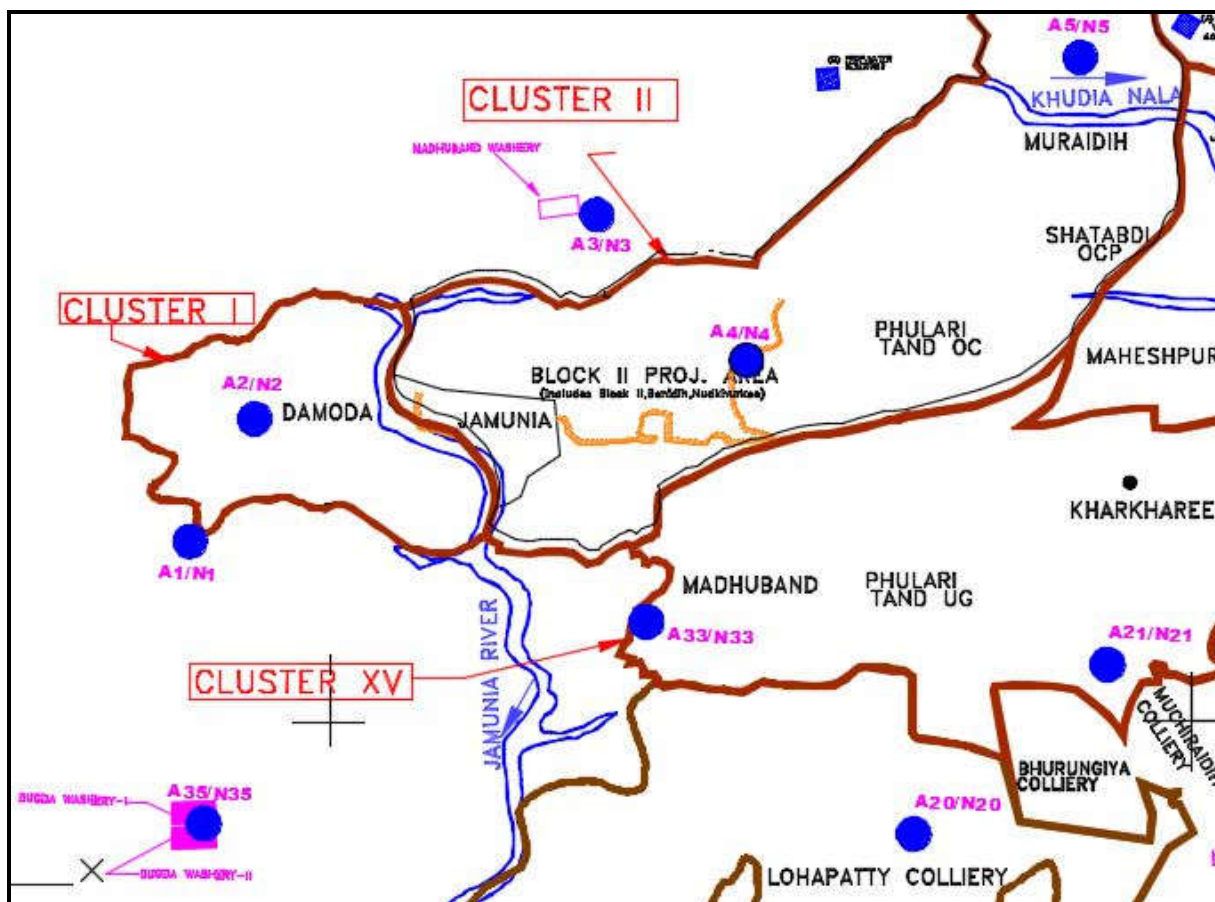 A5/N5
CLUSTER II
KHUDIA NALA
MURAIDIH
MADHUBAND WASHERY
A3/N3
SHATABDI
OCP
CLUSTER I
A4/N4
PHULARI
TAND OC
MAHESHPUR
BLOCK II PROJ. AREA
A2/N2
DAMODA
JAMUNIA
KHARKHAREE
A1/N1
MADHUBAND
PHULARI
TAND UG
A33/N33
A21/N21
CLUSTER XV
JAMUNIA RIVER
MUCHIRAIDIH
COLLIERY
BHURUNGIYA
COLLIERY
A35/N35
A20/N20
DUGDA WASHERY-I
DUGDA WASHERY-II
LOHAPATTY COLLIERY